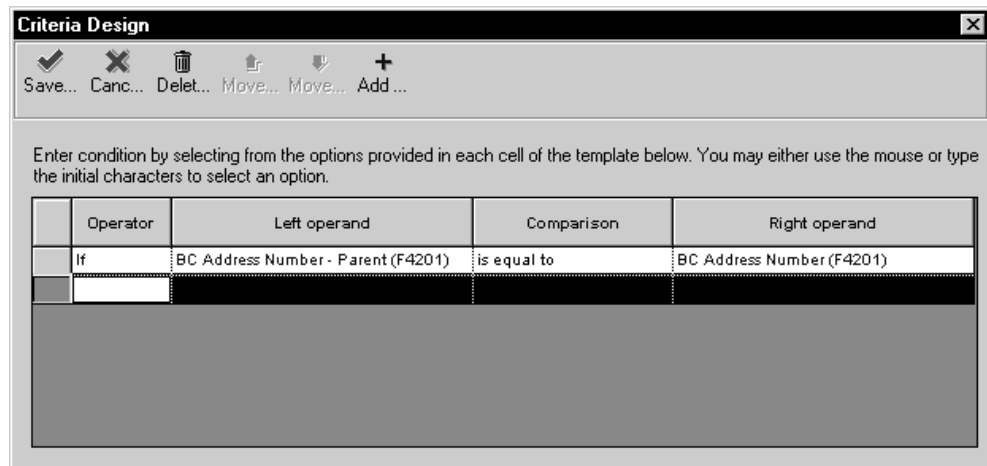 Criteria Design
Save... Canc... Delet... Move... Move... Add ...
Enter condition by selecting from the options provided in each cell of the template below. You may either use the mouse or type
the initial characters to select an option.
Operator Left operand Comparison Right operand
If BC Address Number - Parent (F4201) is equal to BC Address Number (F4201)